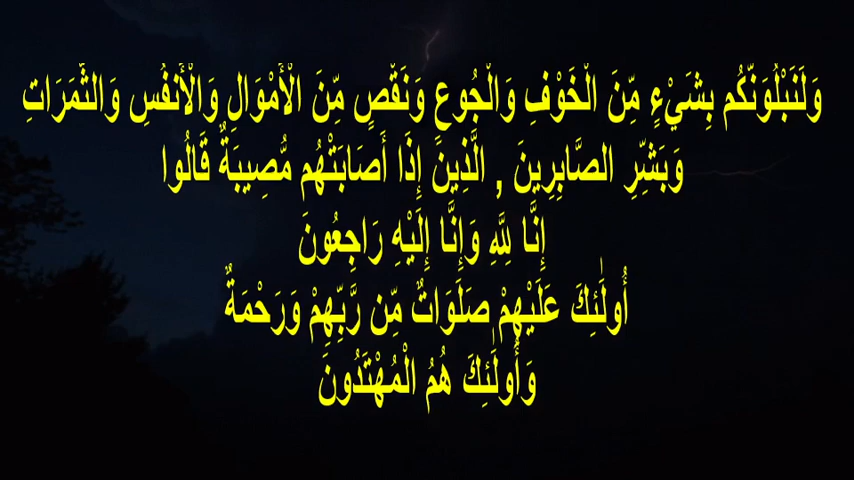 وَلَنَبْلُوَنَّكُم بِشَيْءٍ مِّنَ الْخَوْفِ وَالْجُوعِ وَنَقْصٍ مِّنَ الْأَمْوَالِ وَالْأَنفُسِ وَالثَّمَرَاتِ
وَبَشِّرِ الصَّابِرِينَ , الَّذِينَ إِذَا أَصَابَتْهُم مُّصِيبَةٌ قَالُوا
إِنَّا لِلَّهِ وَإِنَّا إِلَيْهِ رَاجِعُونَ
أُولَٰئِكَ عَلَيْهِمْ صَلَوَاتٌ مِّن رَّبِّهِمْ وَرَحْمَةٌ
وَأُولَٰئِكَ هُمُ الْمُهْتَدُونَ